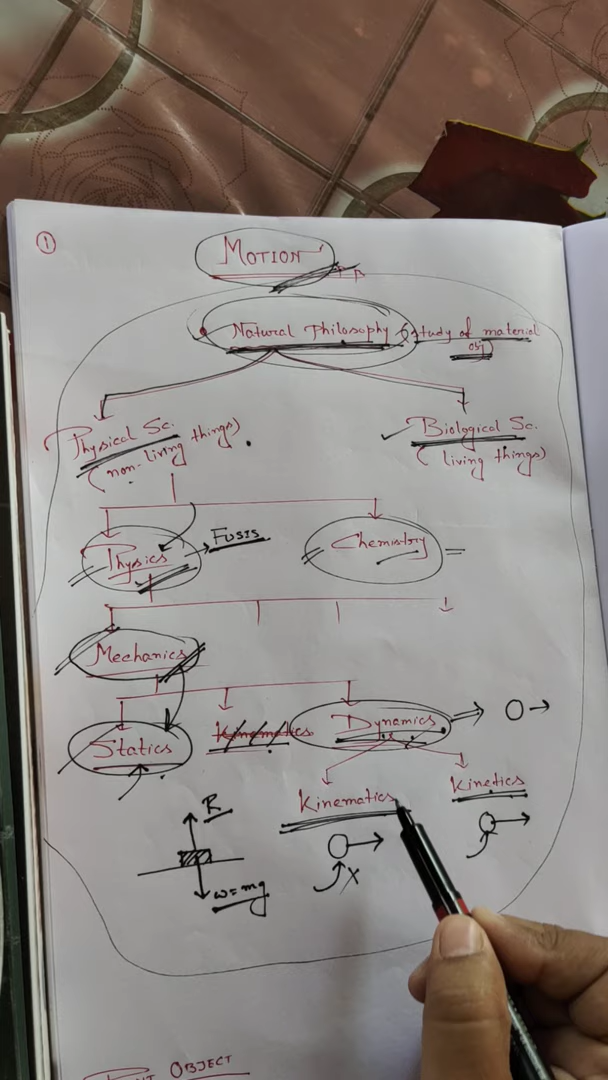 1
MOTION
Natural Philosophy → study of material
obj
Physical Sc.
(non-living things)
Biological Sc.
(living things)
Physics → FUSIS
Chemistry
Mechanics
Statics
Kinematics
Dynamics
Kinematics
Kinetics
R
w=mg
X
OBJECT